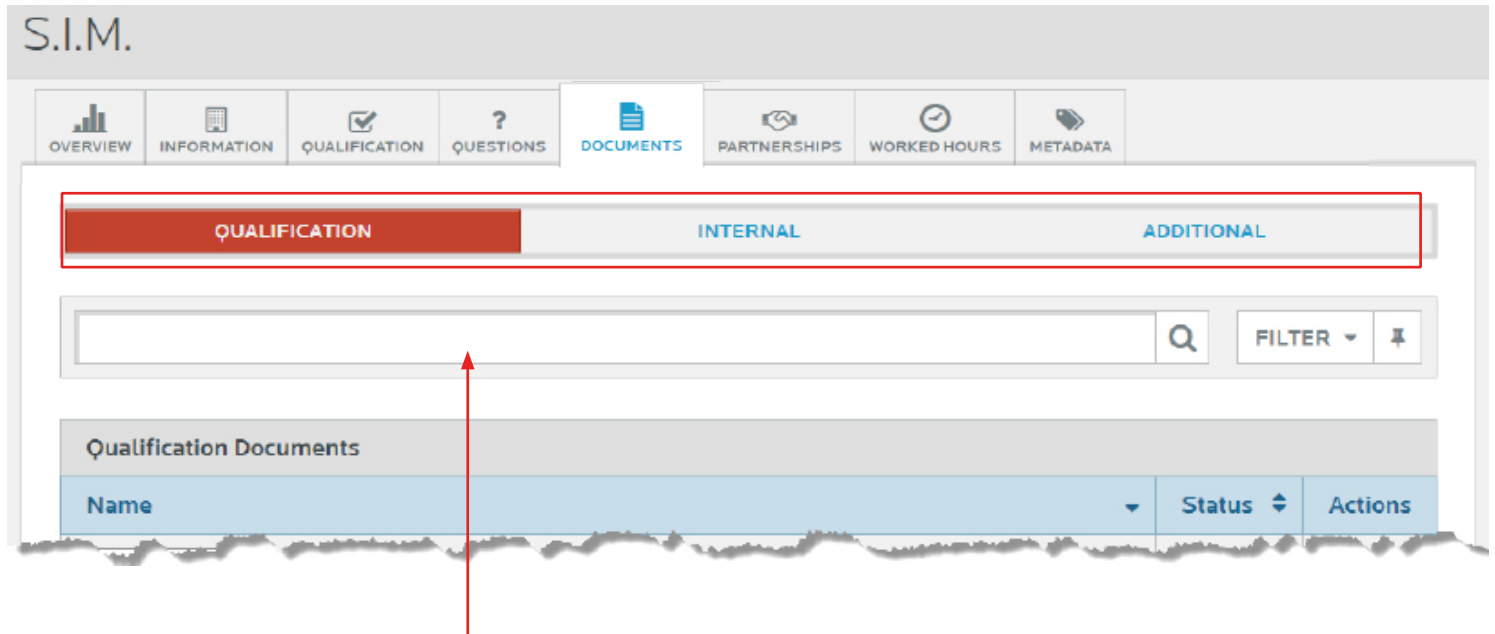 S.I.M.
OVERVIEW INFORMATION QUALIFICATION QUESTIONS DOCUMENTS PARTNERSHIPS WORKED HOURS METADATA
QUALIFICATION INTERNAL ADDITIONAL
FILTER
Qualification Documents
Name Status Actions